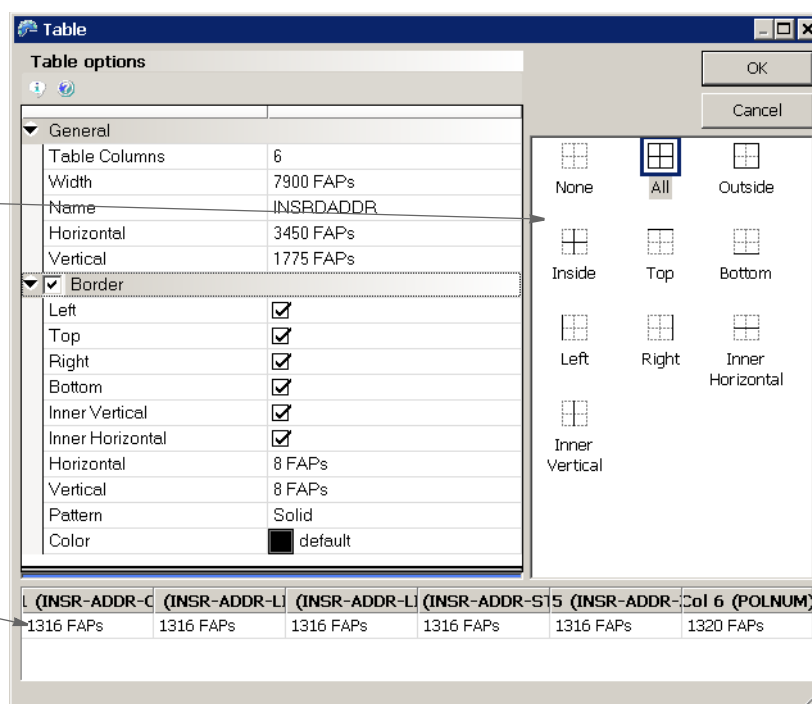 Table
Table options
OK
Cancel
General
Table Columns 6
Width 7900 FAPs
Name INSRDADDR
Horizontal 3450 FAPs
Vertical 1775 FAPs
Border
Left
Top
Right
Bottom
Inner Vertical
Inner Horizontal
Horizontal 8 FAPs
Vertical 8 FAPs
Pattern Solid
Color default
None All Outside
Inside Top Bottom
Left Right Inner Horizontal
Inner Vertical
(INSR-ADDR-C (INSR-ADDR-LI (INSR-ADDR-LI (INSR-ADDR-ST 5 (INSR-ADDR- Col 6 (POLNUM)
1316 FAPs 1316 FAPs 1316 FAPs 1316 FAPs 1316 FAPs 1320 FAPs